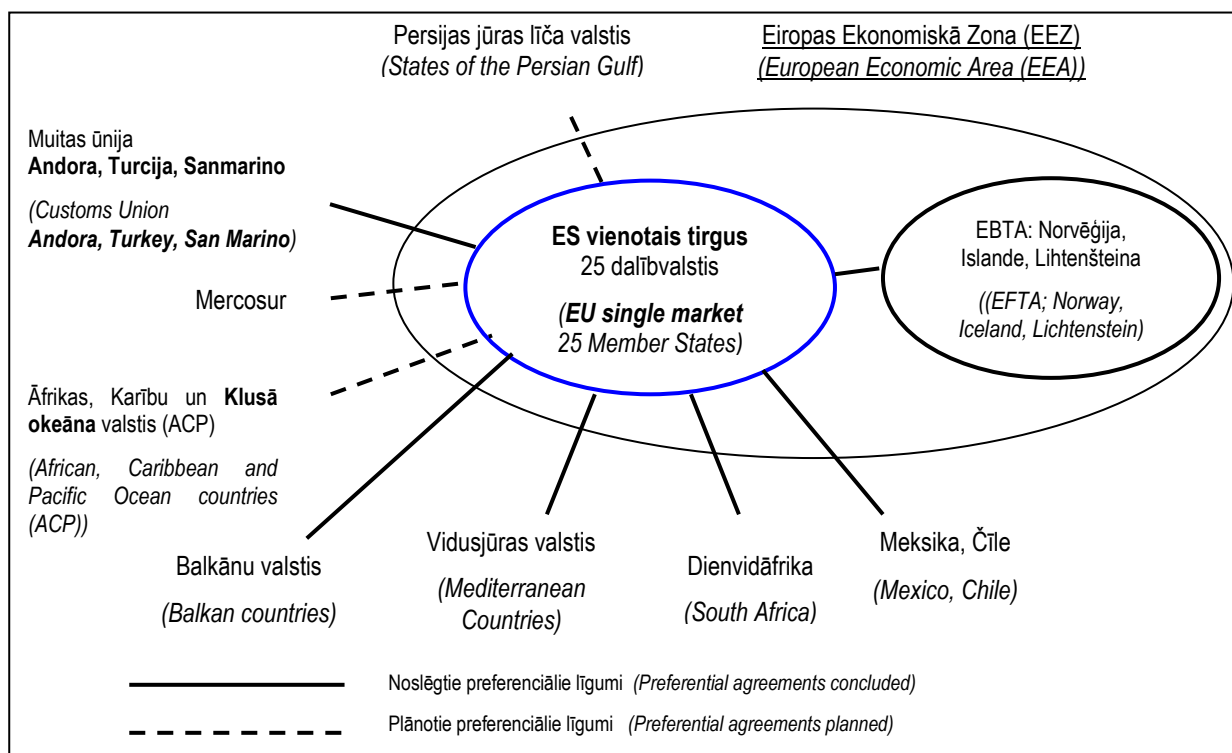 Persijas jūras līča valstis
(States of the Persian Gulf)
Eiropas Ekonomiskā Zona (EEZ)
(European Economic Area (EEA))
Muitas ūnija
Andora, Turcija, Sanmarino
(Customs Union
Andora, Turkey, San Marino)
Mercosur
Āfrikas, Karību un Klusā
okeāna valstis (ACP)
(African, Caribbean and
Pacific Ocean countries
(ACP))
ES vienotais tirgus
25 dalībvalstis
(EU single market
25 Member States)
EBTA: Norvēģija,
Islande, Lihtenšteina
((EFTA; Norway,
Iceland, Lichtenstein)
Balkānu valstis
(Balkan countries)
Vidusjūras valstis
(Mediterranean
Countries)
Dienvidāfrika
(South Africa)
Meksika, Čīle
(Mexico, Chile)
Noslēgtie preferenciālie līgumi (Preferential agreements concluded)
Plānotie preferenciālie līgumi (Preferential agreements planned)